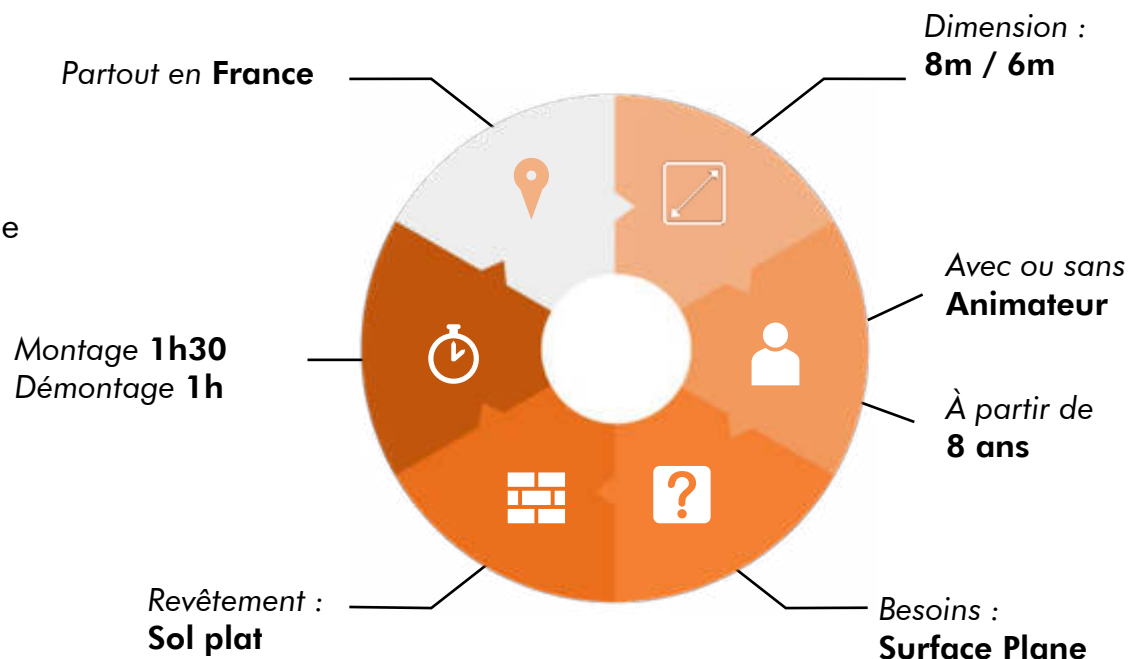 Dimension :
8m / 6m
Partout en France
e
Avec ou sans
Animateur
Montage 1h30
Démontage 1h
À partir de
8 ans
?
Revêtement :
Sol plat
Besoins :
Surface Plane